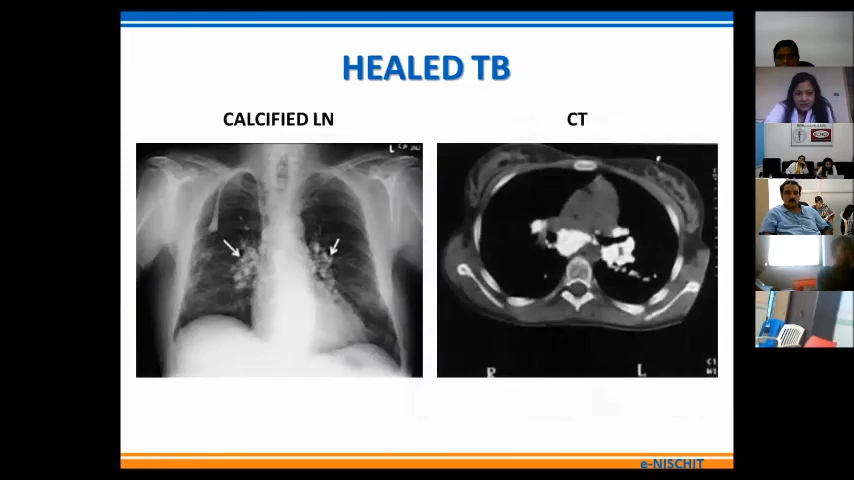 HEALED TB
CALCIFIED LN
CT
L
R
L
e-NISCHIT